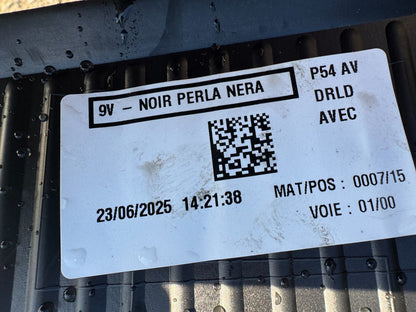 9V - NOIR PERLA NERA
P54 AV
DRLD
AVEC
23/06/2025 14:21:38
MAT/POS : 0007/15
VOIE : 01/00